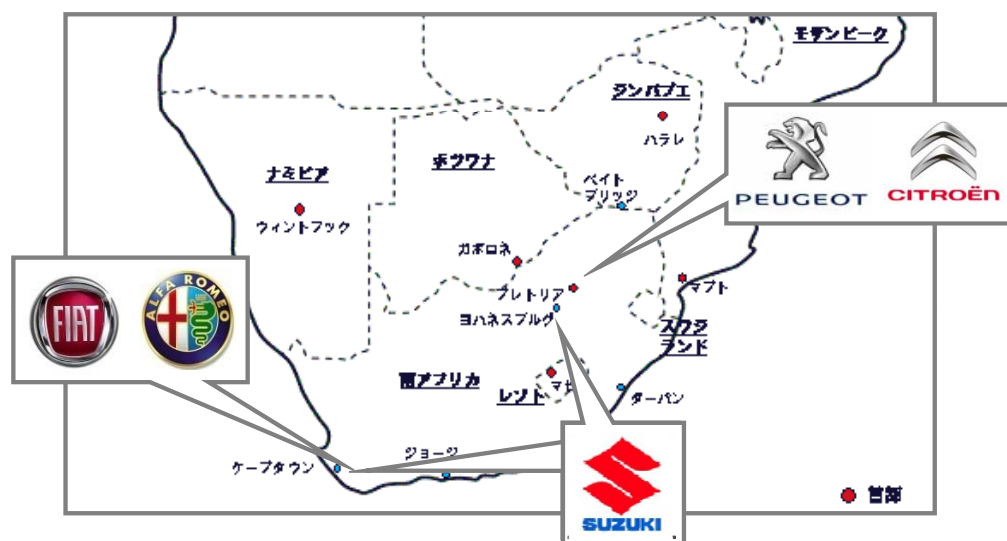 モザンビーク
ジンバブエ
ハラレ
ボツワナ
ナミビア
ベイト
ブリッジ
PEUGEOT
CITROËN
ウィントフック
ガボロネ
プレトリア
マプト
ヨハネスブルグ
スワジ
ランド
FIAT
ALFA ROMEO
南アフリカ
レソト
マセ
ダーバン
ケープタウン
ジョージ
SUZUKI
首都